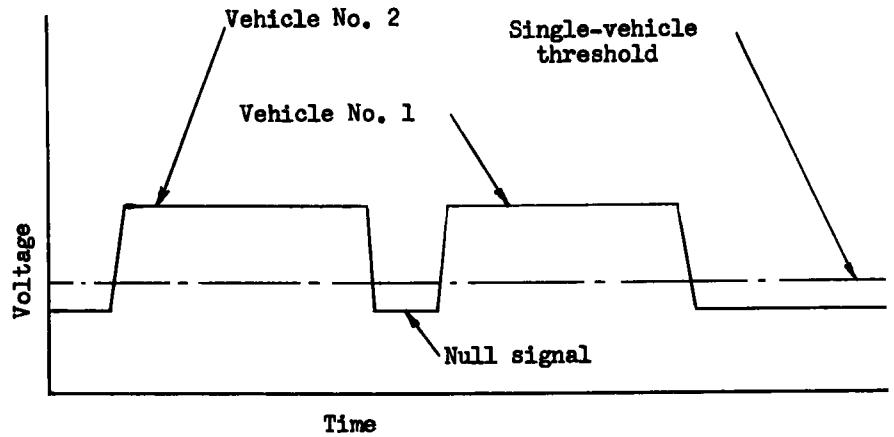 Vehicle No. 2
Single-vehicle
threshold
Vehicle No. 1
Voltage
Null signal
Time